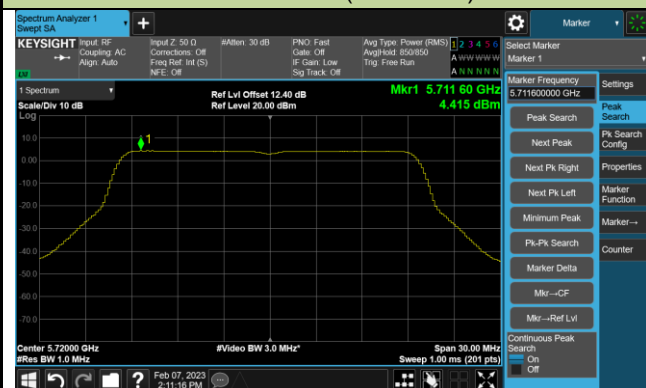 Spectrum Analyzer 1
Swept SA
Marker
KEYSIGHT
Input: RF
Coupling: AC
Align: Auto
Input Z: 50 Ω
Corrections: Off
Freq Ref: Int (S)
NFE: Off
#Atten: 30 dB
PNO: Fast
Gate: Off
IF Gain: Low
Sig Track: Off
Avg Type: Power (RMS)
Avg|Hold: 850/850
Trig: Free Run
1 2 3 4 5 6
A W W W W W
A N N N N N
LM
1 Spectrum
Scale/Div 10 dB
Log
Ref Lvl Offset 12.40 dB
Ref Level 20.00 dBm
Mkr1 5.711 60 GHz
4.415 dBm
10.0
0.00
-10.0
-20.0
-30.0
-40.0
-50.0
-60.0
-70.0
1
Center 5.72000 GHz
#Res BW 1.0 MHz
#Video BW 3.0 MHz*
Span 30.00 MHz
Sweep 1.00 ms (201 pts)
Feb 07, 2023
2:11:16 PM
Select Marker
Marker 1
Marker Frequency
5.711600000 GHz
Peak Search
Next Peak
Next Pk Right
Next Pk Left
Minimum Peak
Pk-Pk Search
Marker Delta
Mkr→CF
Mkr→Ref Lvl
Continuous Peak
Search
On
Off
Settings
Peak
Search
Pk Search
Config
Properties
Marker
Function
Marker→
Counter